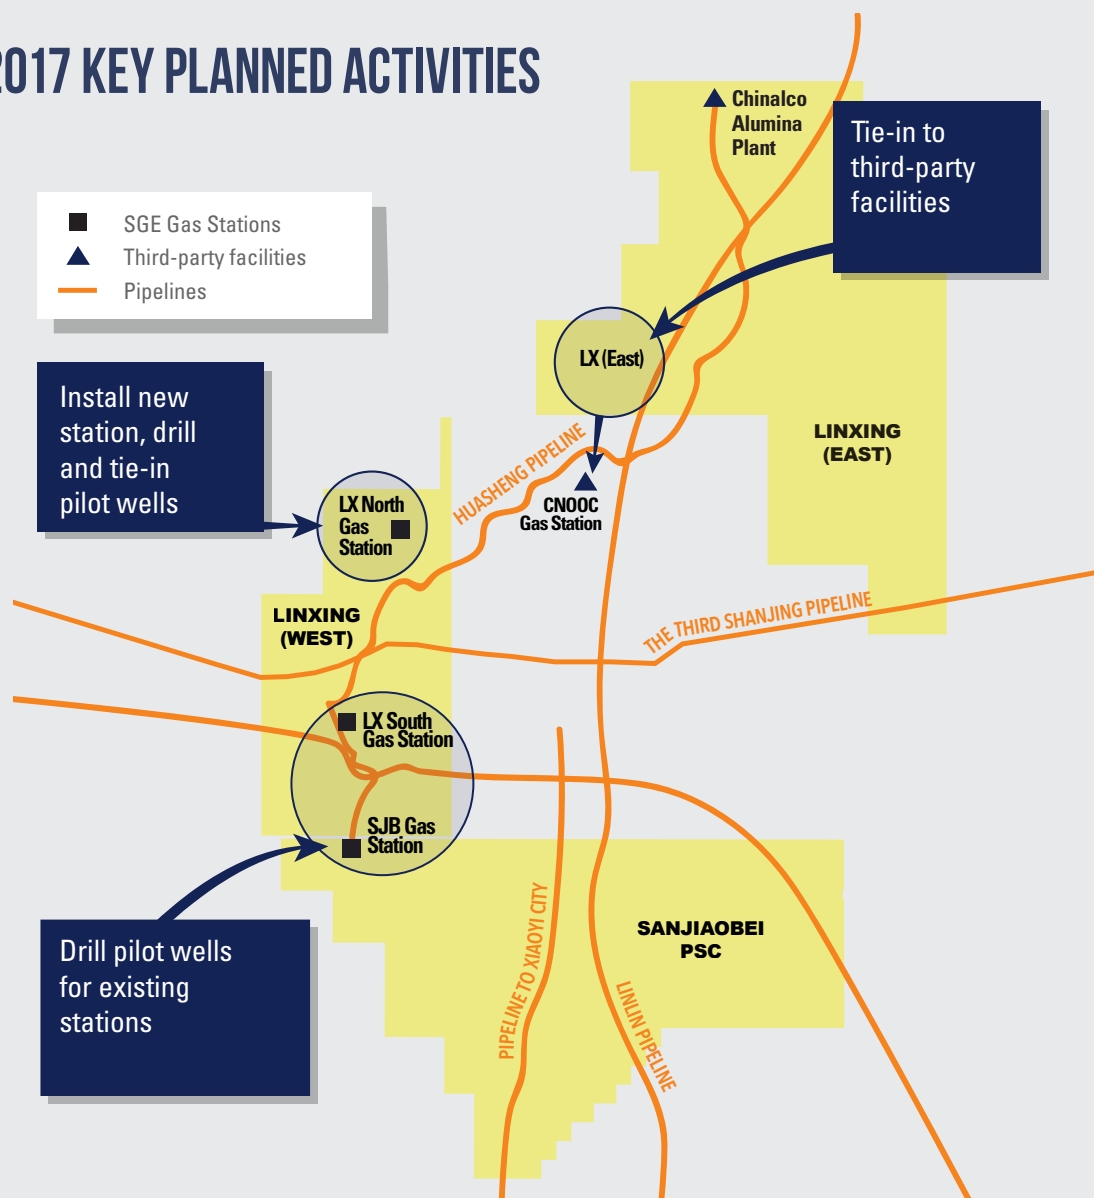 2017 KEY PLANNED ACTIVITIES
Chinalco
Alumina
Plant
Tie-in to
third-party
facilities
SGE Gas Stations
Third-party facilities
Pipelines
LX (East)
Install new
station, drill
and tie-in
pilot wells
LINXING
(EAST)
HUASHENG PIPELINE
CNOOC
Gas Station
LX North
Gas
Station
LINXING
(WEST)
THE THIRD SHANJING PIPELINE
LX South
Gas Station
SJB Gas
Station
SANJIAOBEI
PSC
PIPELINE TO XIAOYI CITY
LINLIN PIPELINE
Drill pilot wells
for existing
stations